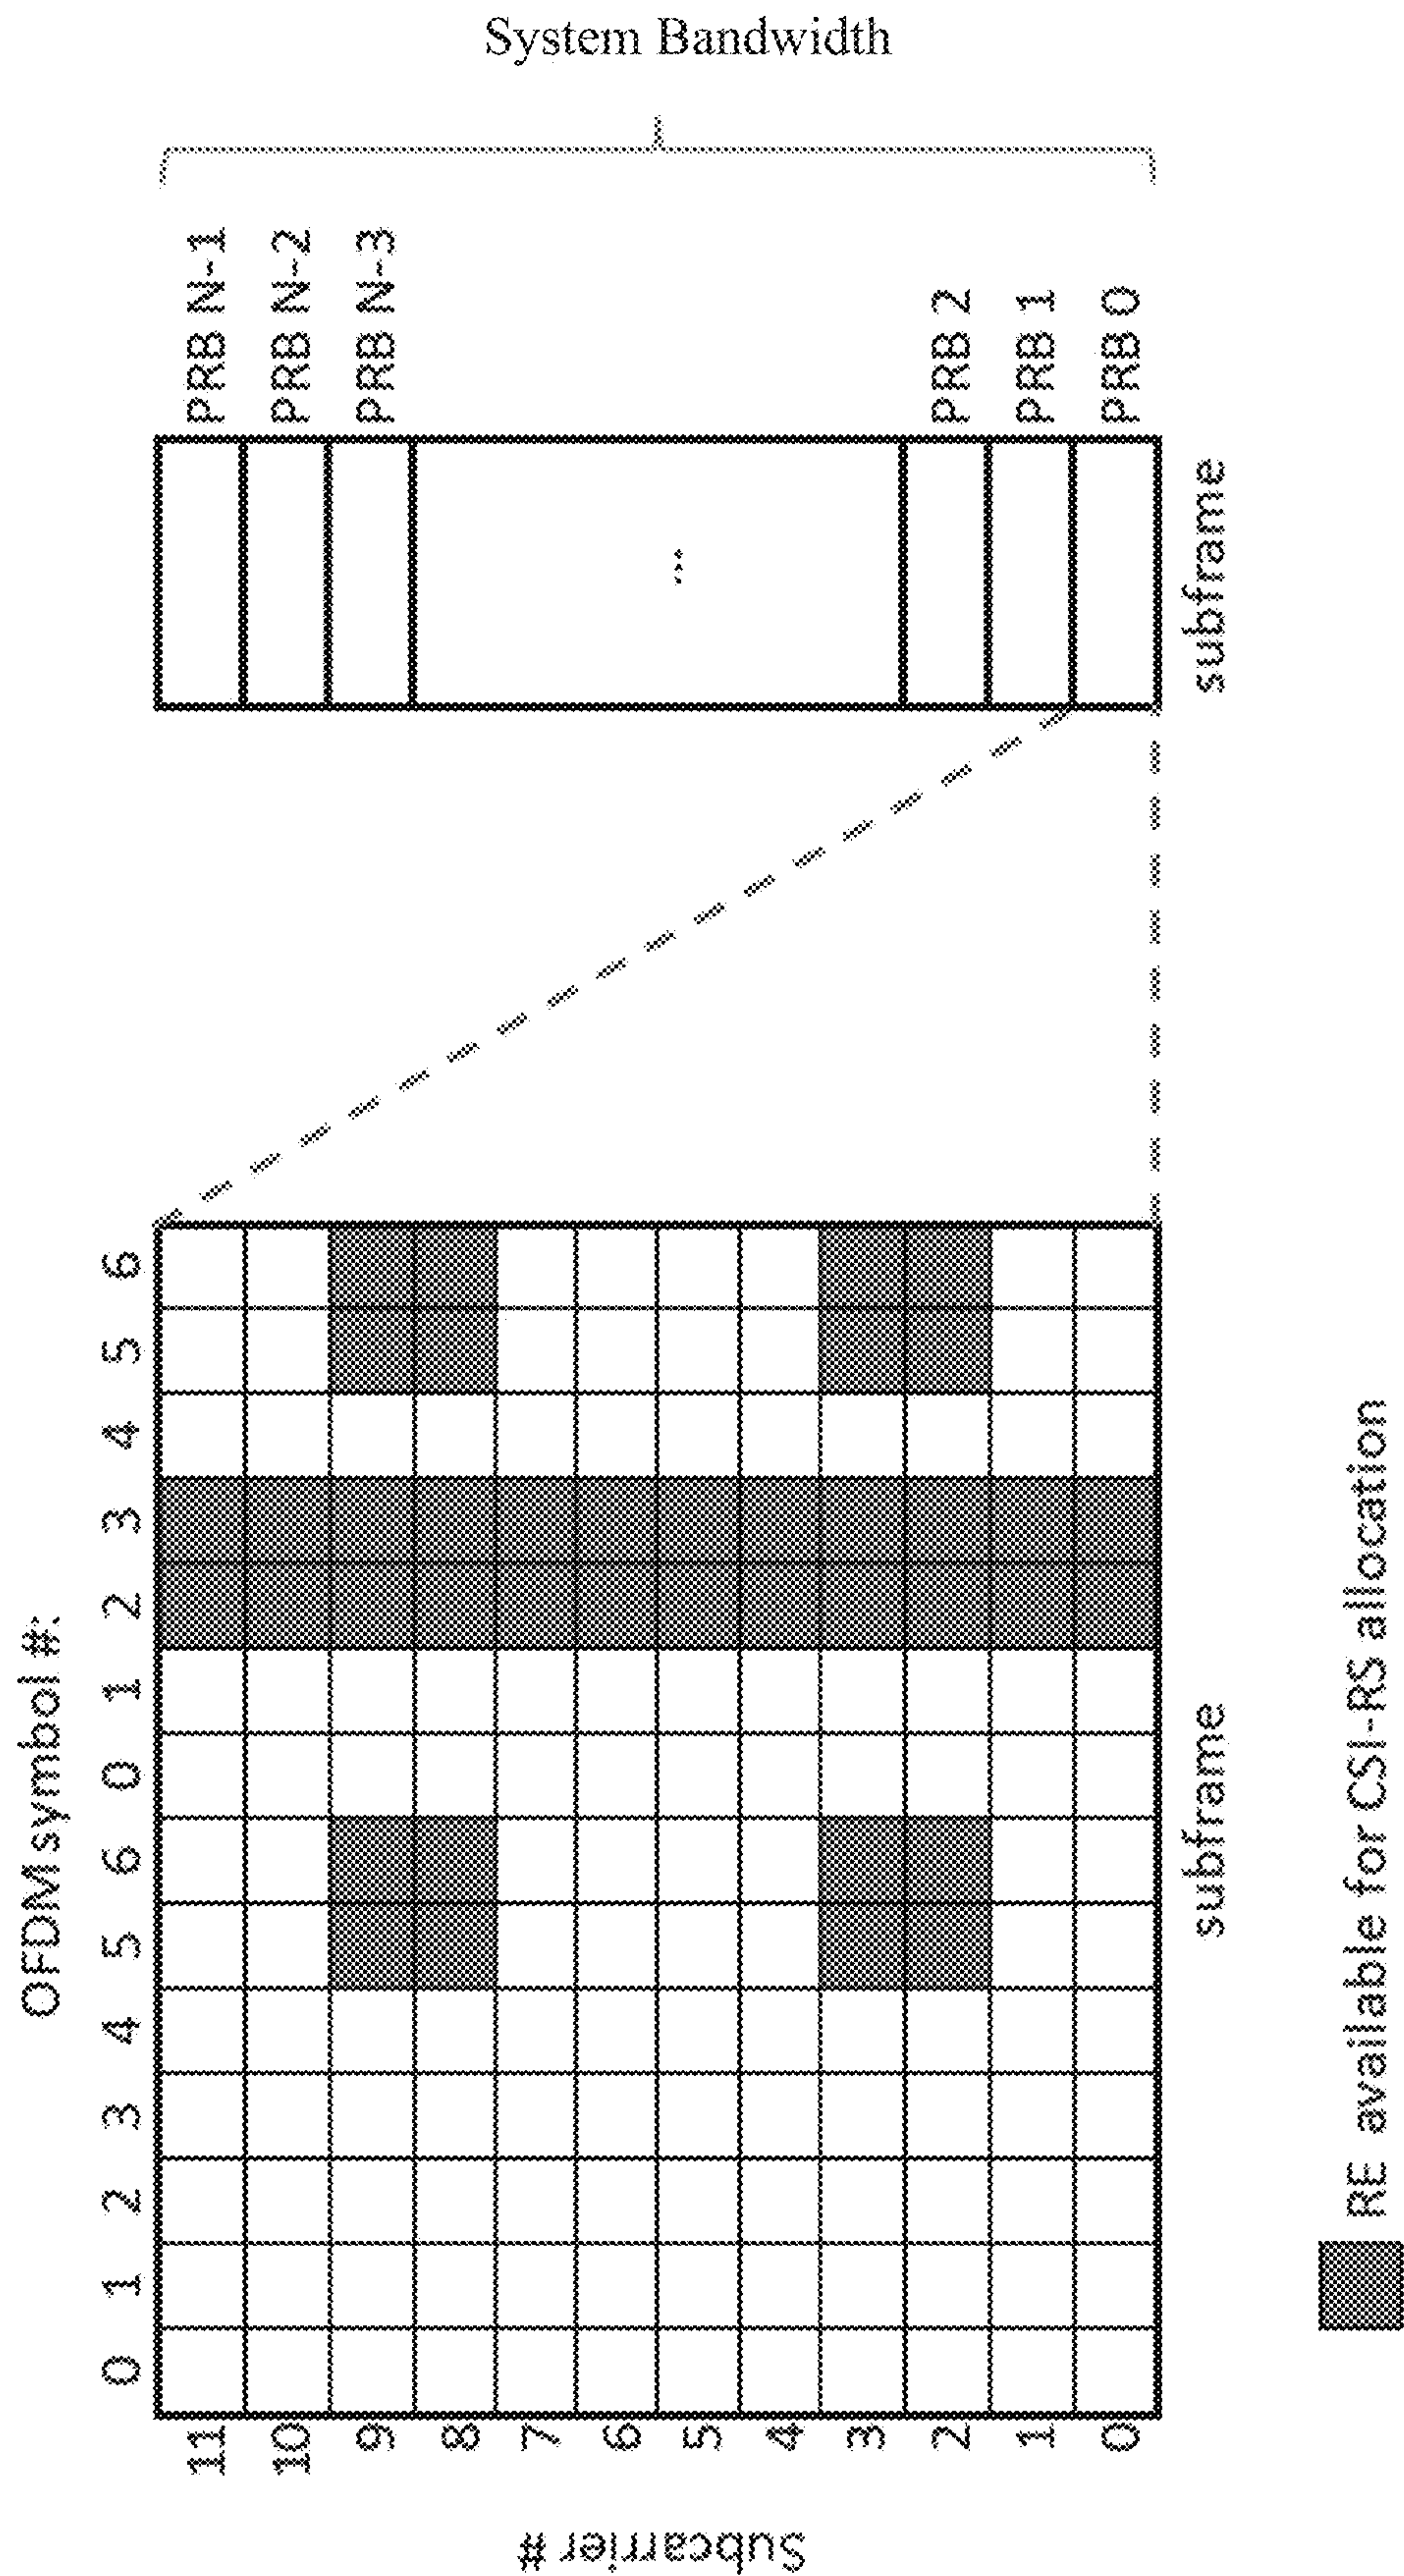 OFDM symbol #:
0 1 2 3 4 5 6 0 1 2 3 4 5 6
Subcarrier #
11
10
9
8
7
6
5
4
3
2
1
0
subframe
PRB N-1
PRB N-2
PRB N-3
...
PRB 2
PRB 1
PRB 0
subframe
System Bandwidth
RE available for CSI-RS allocation